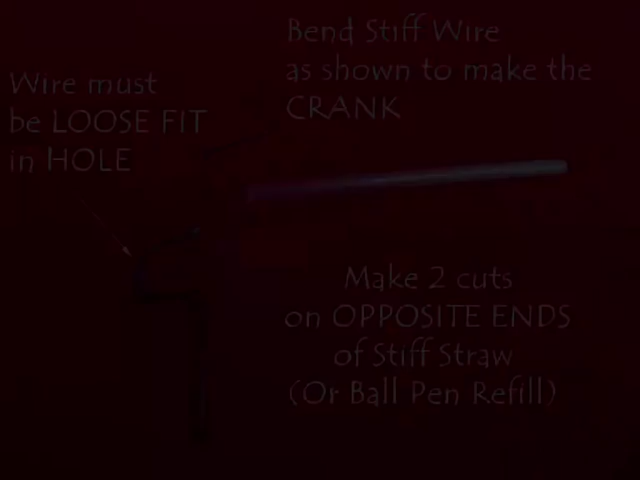 Bend Stiff Wire
as shown to make the
CRANK
Wire must
be LOOSE FIT
in HOLE
Make 2 cuts
on OPPOSITE ENDS
of Stiff Straw
(Or Ball Pen Refill)